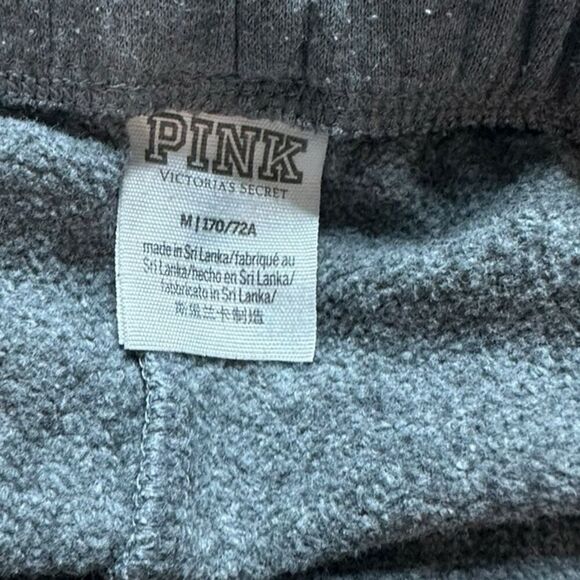 PINK
VICTORIA'S SECRET
M | 170/72A
made in Sri Lanka/fabriqué au
Sri Lanka/hecho en Sri Lanka/
fabbricato in Sri Lanka/
斯里兰卡制造